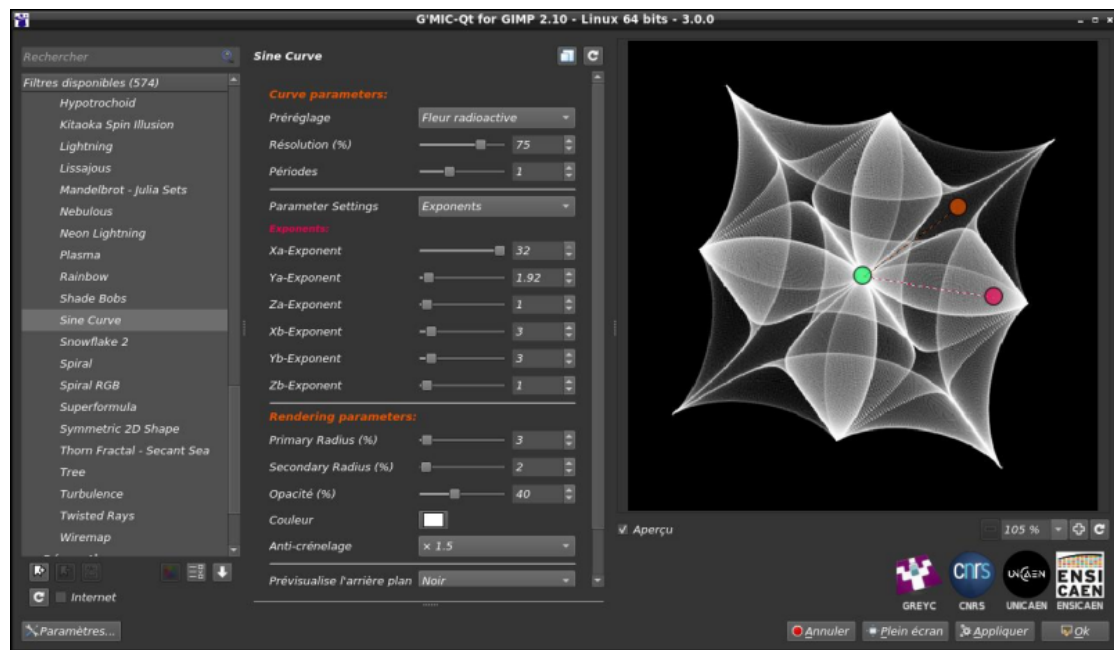 G'MIC-Qt for GIMP 2.10 - Linux 64 bits - 3.0.0
Rechercher
Filtres disponibles (574)
Hypotrochoid
Kitaoka Spin Illusion
Lightning
Lissajous
Mandelbrot - Julia Sets
Nebulous
Neon Lightning
Plasma
Rainbow
Shade Bobs
Sine Curve
Snowflake 2
Spiral
Spiral RGB
Superformula
Symmetric 2D Shape
Thorn Fractal - Secant Sea
Tree
Turbulence
Twisted Rays
Wiremap
Internet
Paramètres...
Sine Curve
Curve parameters:
Préréglage Fleur radioactive
Résolution (%) 75
Périodes 1
Parameter Settings Exponents
Exponents:
Xa-Exponent 32
Ya-Exponent 1.92
Za-Exponent 1
Xb-Exponent 3
Yb-Exponent 3
Zb-Exponent 1
Rendering parameters:
Primary Radius (%) 3
Secondary Radius (%) 2
Opacité (%) 40
Couleur
Anti-crénelage × 1.5
Prévisualise l'arrière plan Noir
Aperçu
105 %
cnrs
UNICAEN
ENSI
CAEN
GREYC CNRS UNICAEN ENSICAEN
Annuler Plein écran Appliquer Ok